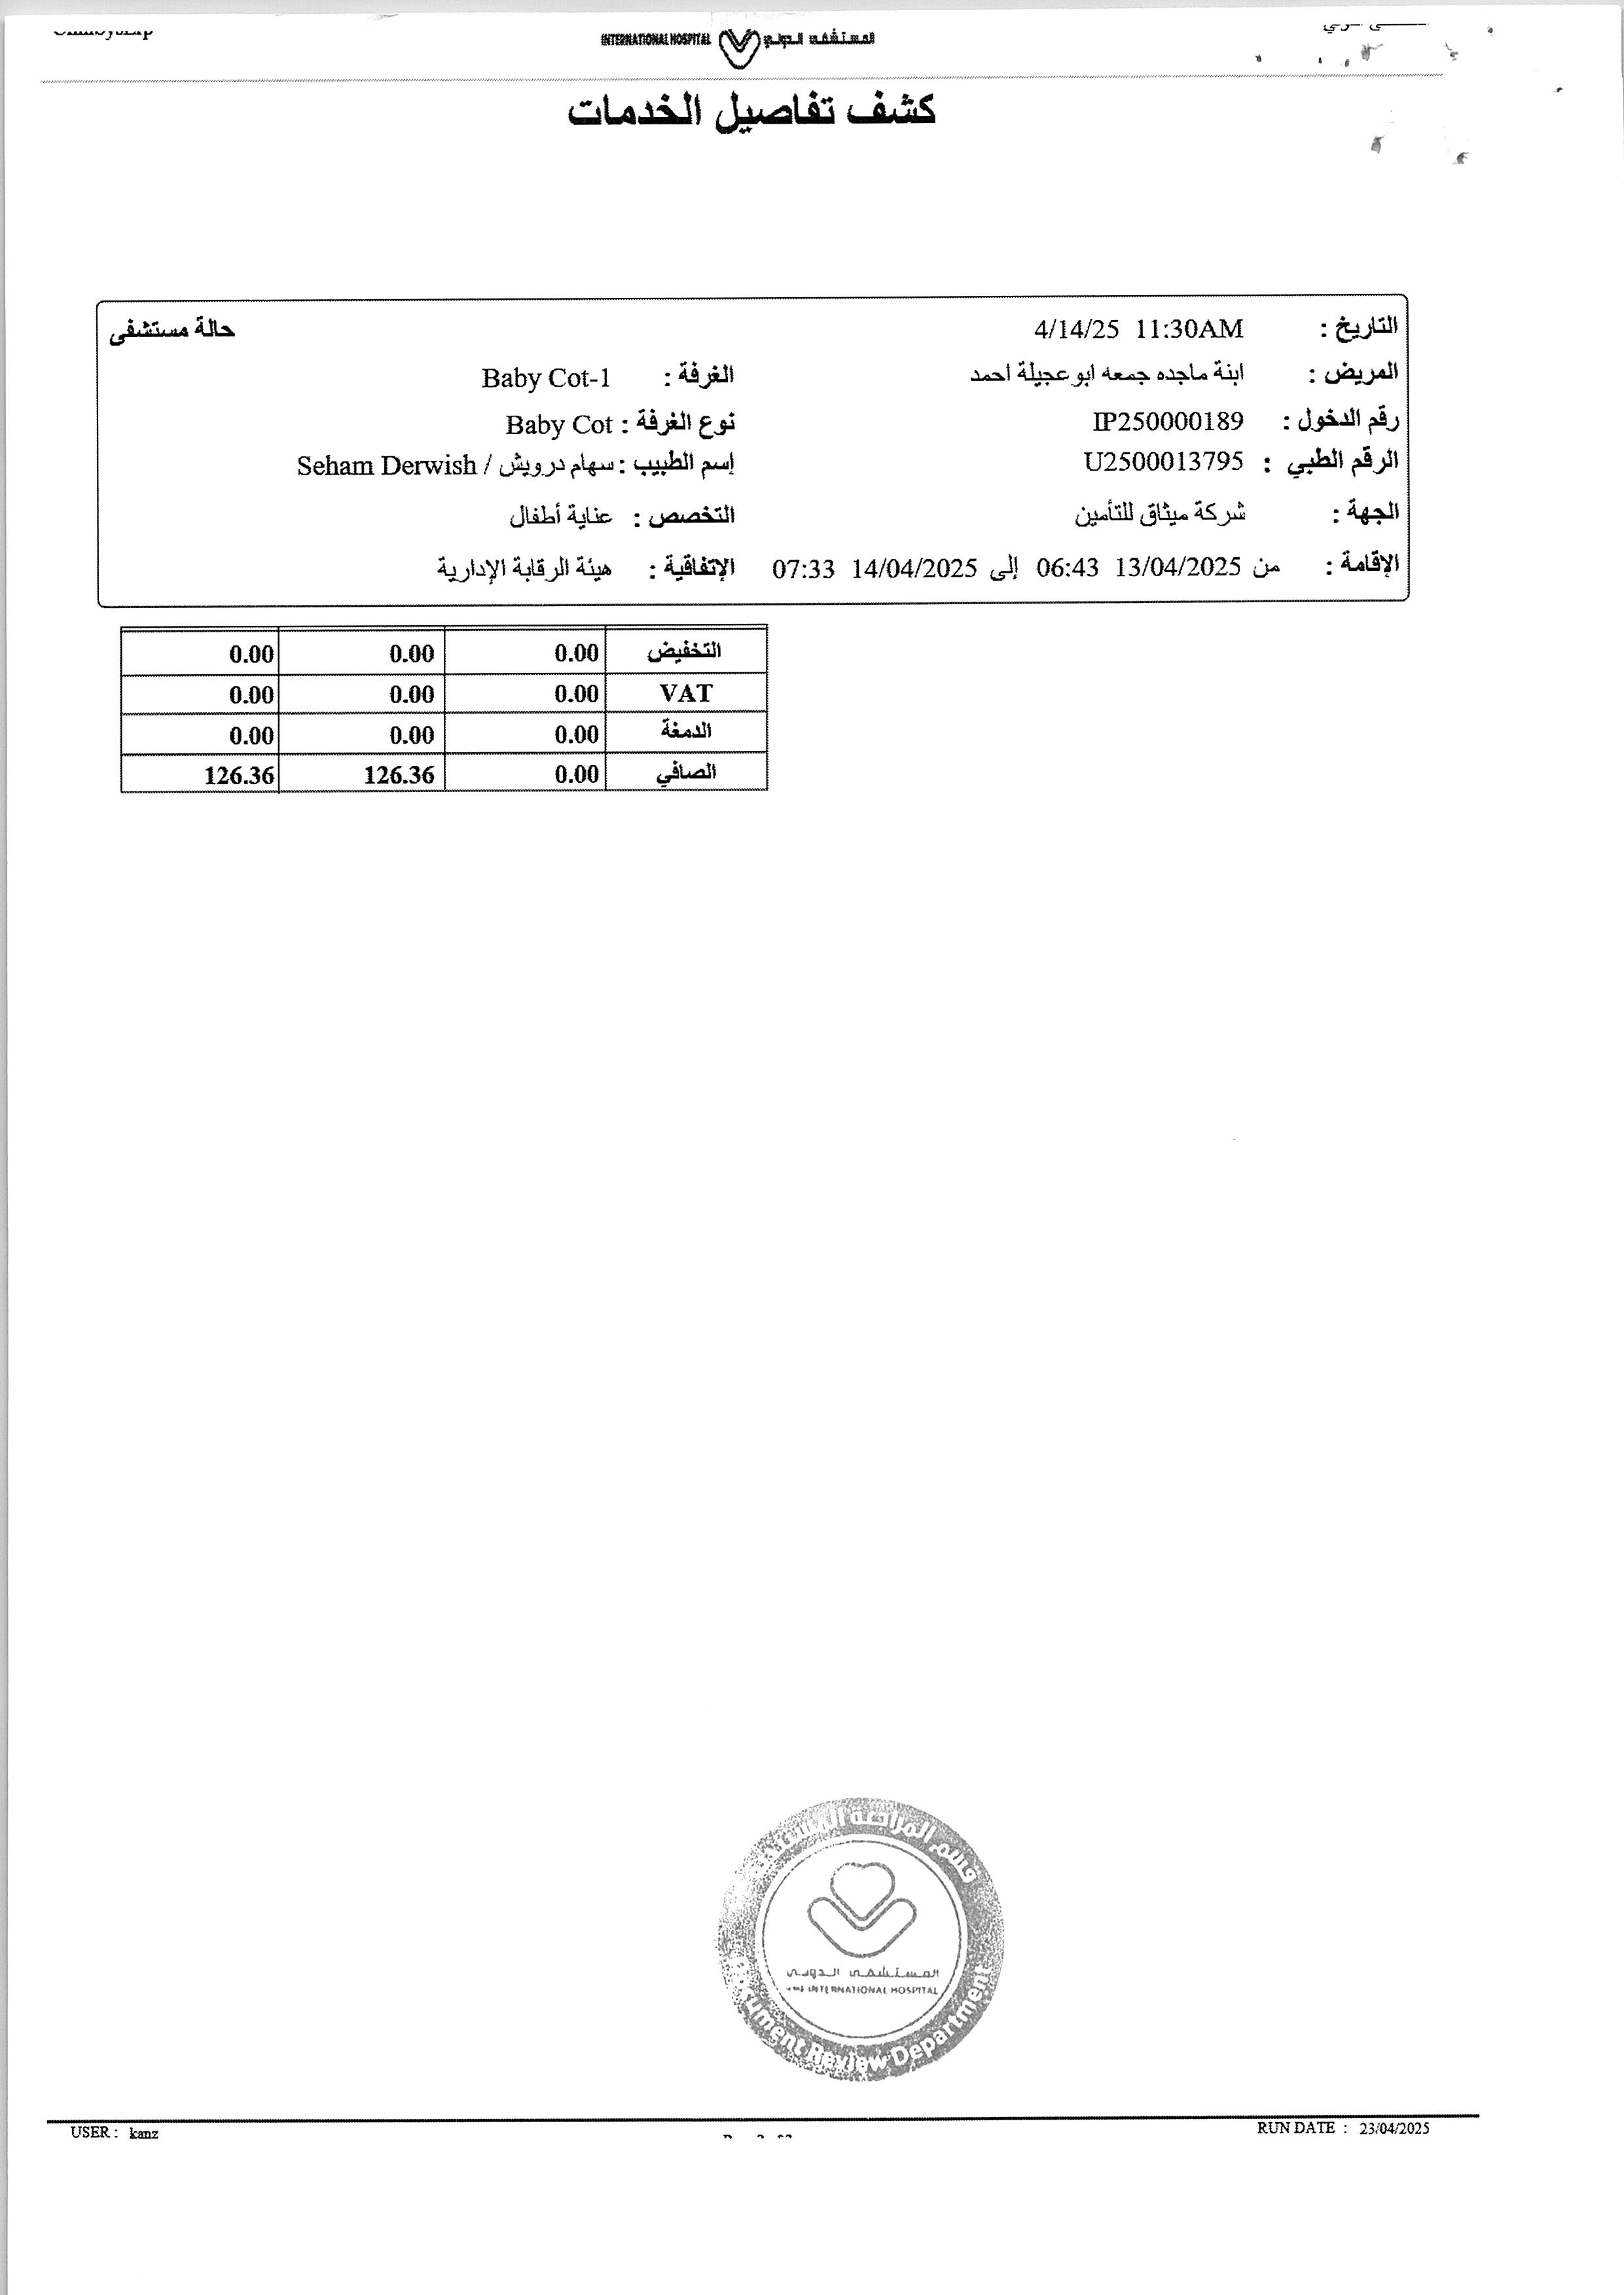 INTERNATIONAL HOSPITAL المستشفى الدولي
كشف تفاصيل الخدمات
التاريخ : 4/14/25 11:30AM حالة مستشفى
المريض : ابنة ماجده جمعه ابوعجيلة احمد الغرفة : Baby Cot-1
رقم الدخول : IP250000189 نوع الغرفة : Baby Cot
الرقم الطبي : U2500013795 إسم الطبيب : سهام درويش / Seham Derwish
الجهة : شركة ميثاق للتأمين التخصص : عناية أطفال
الإقامة : من 13/04/2025 06:43 إلى 14/04/2025 07:33 الإتفاقية : هيئة الرقابة الإدارية
التخفيض 0.00 0.00 0.00
VAT 0.00 0.00 0.00
الدمغة 0.00 0.00 0.00
الصافي 0.00 126.36 126.36
قسم المراجعة
المستشفى الدولي
INTERNATIONAL HOSPITAL
Review Department
USER : kanz
RUN DATE : 23/04/2025